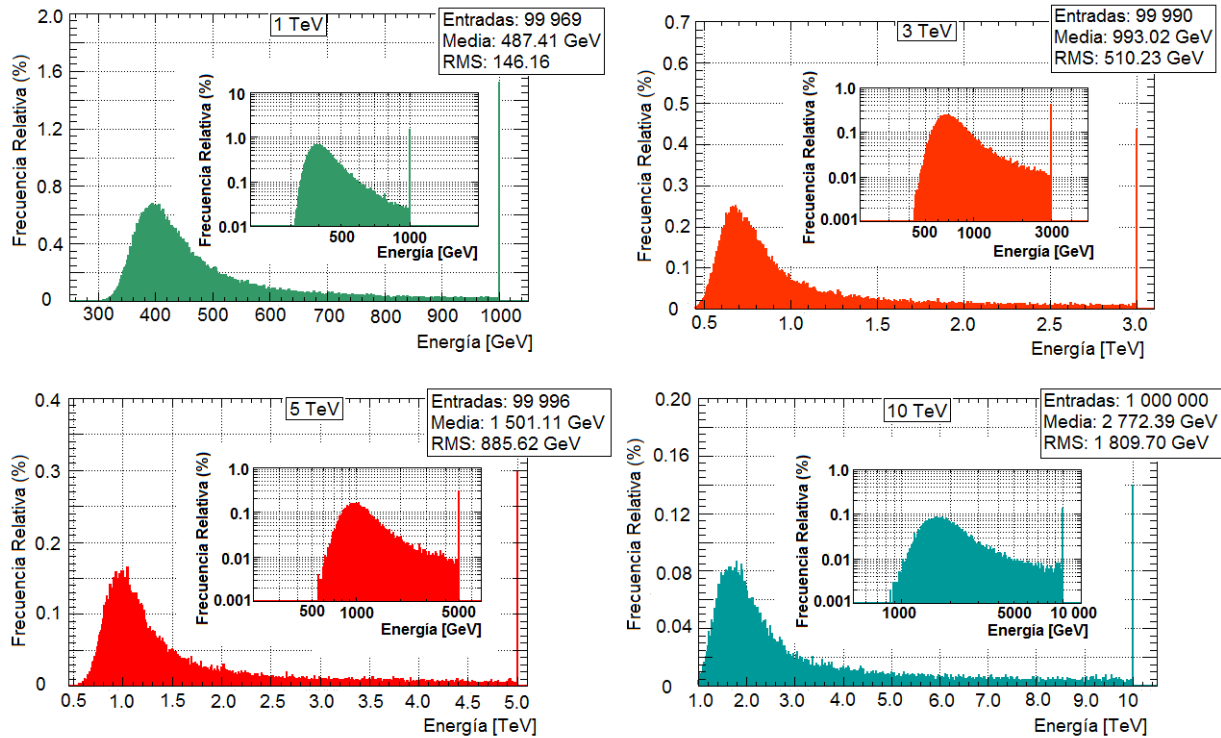 1 TeV
Entradas: 99 969
Media: 487.41 GeV
RMS: 146.16
Frecuencia Relativa (%)
2.0
1.6
1.2
0.8
0.4
0
Frecuencia Relativa (%)
10
1.0
0.1
0.01
500 1000
Energía [GeV]
300 400 500 600 700 800 900 1000
Energía [GeV]
3 TeV
Entradas: 99 990
Media: 993.02 GeV
RMS: 510.23 GeV
Frecuencia Relativa (%)
0.7
0.6
0.5
0.4
0.3
0.2
0.1
0
Frecuencia Relativa (%)
1.0
0.1
0.01
0.001
500 1000 3000
Energía [GeV]
0.5 1.0 1.5 2.0 2.5 3.0
Energía [TeV]
5 TeV
Entradas: 99 996
Media: 1 501.11 GeV
RMS: 885.62 GeV
Frecuencia Relativa (%)
0.4
0.3
0.2
0.1
0
Frecuencia Relativa (%)
1.0
0.1
0.01
0.001
500 1000 5000
Energía [GeV]
0.5 1.0 1.5 2.0 2.5 3.0 3.5 4.0 4.5 5.0
Energía [TeV]
10 TeV
Entradas: 1 000 000
Media: 2 772.39 GeV
RMS: 1 809.70 GeV
Frecuencia Relativa (%)
0.20
0.16
0.12
0.08
0.04
0
Frecuencia Relativa (%)
1.0
0.1
0.01
0.001
1000 5000 10 000
Energía [GeV]
1.0 2.0 3.0 4.0 5.0 6.0 7.0 8.0 9.0 10
Energía [TeV]